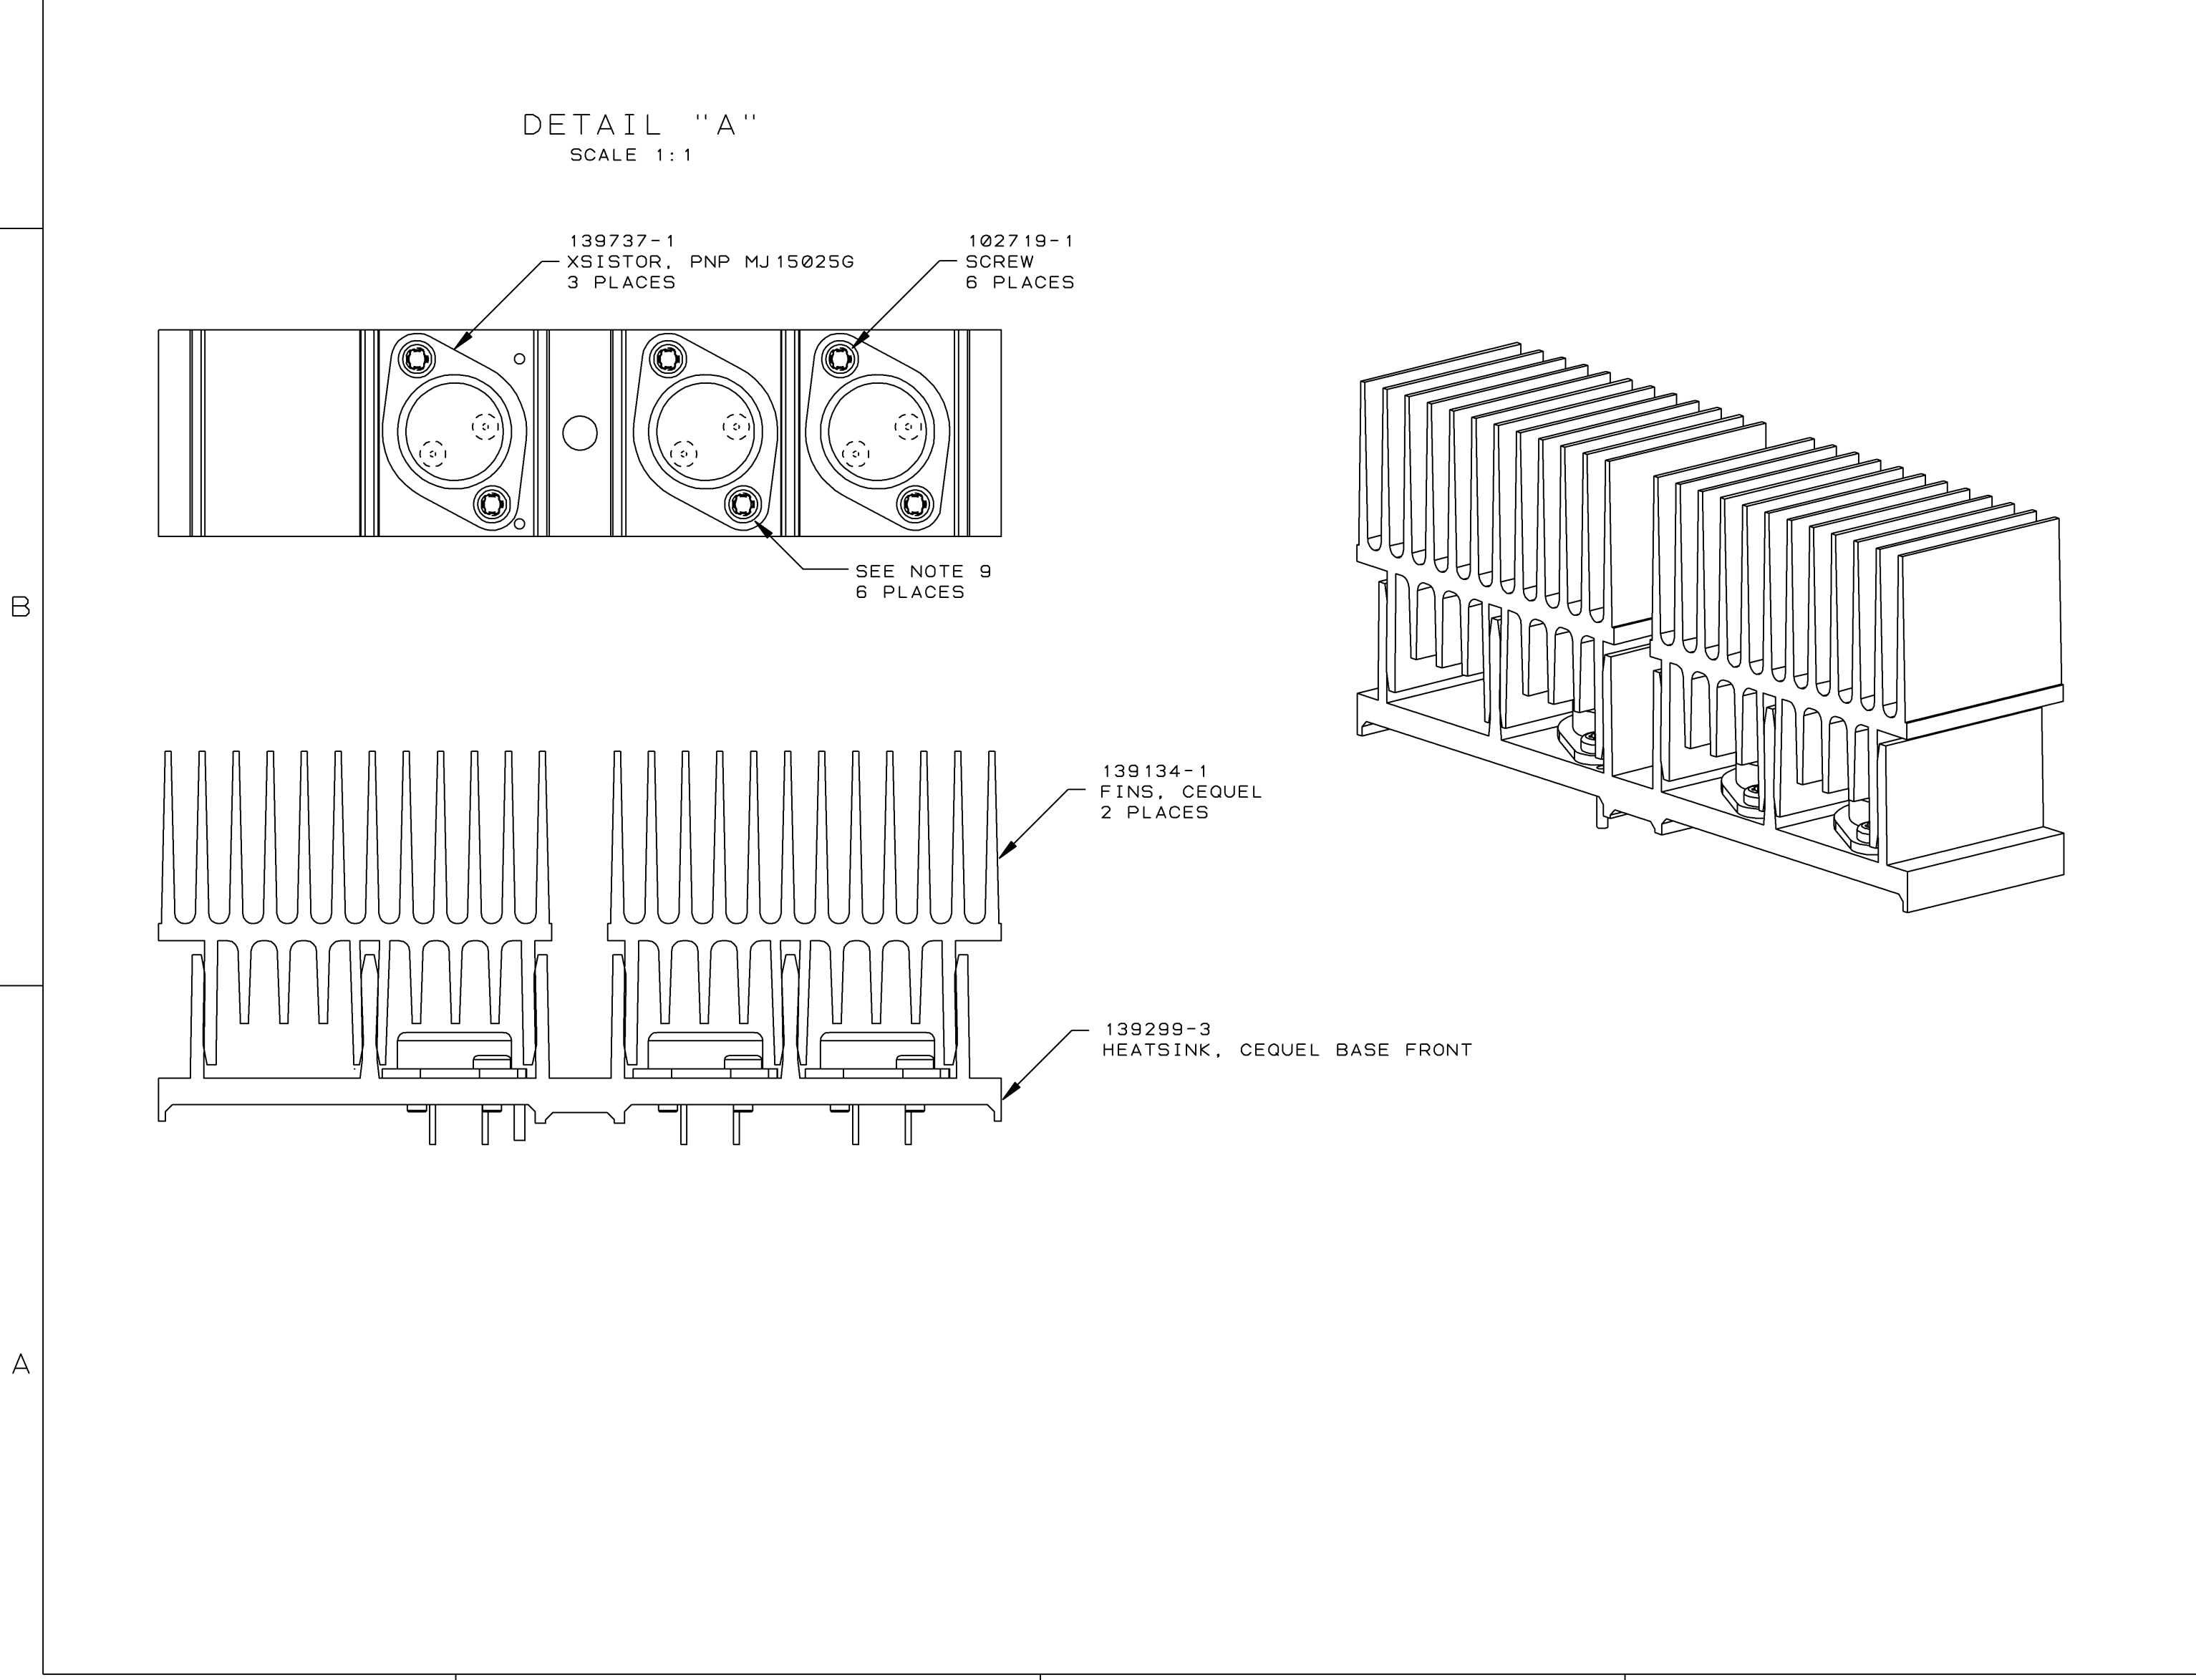 DETAIL "A"
SCALE 1:1
139737-1
XSISTOR, PNP MJ15025G
3 PLACES
102719-1
SCREW
6 PLACES
SEE NOTE 9
6 PLACES
B
139134-1
FINS, CEQUEL
2 PLACES
139299-3
HEATSINK, CEQUEL BASE FRONT
A